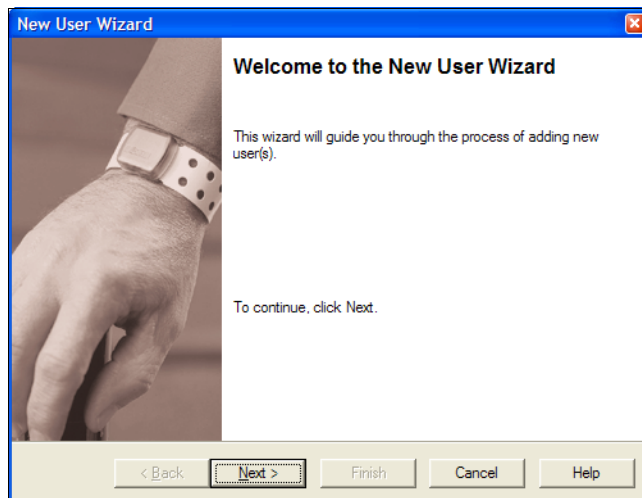 New User Wizard
Welcome to the New User Wizard
This wizard will guide you through the process of adding new
user(s).
To continue, click Next.
< Back
Next >
Finish
Cancel
Help